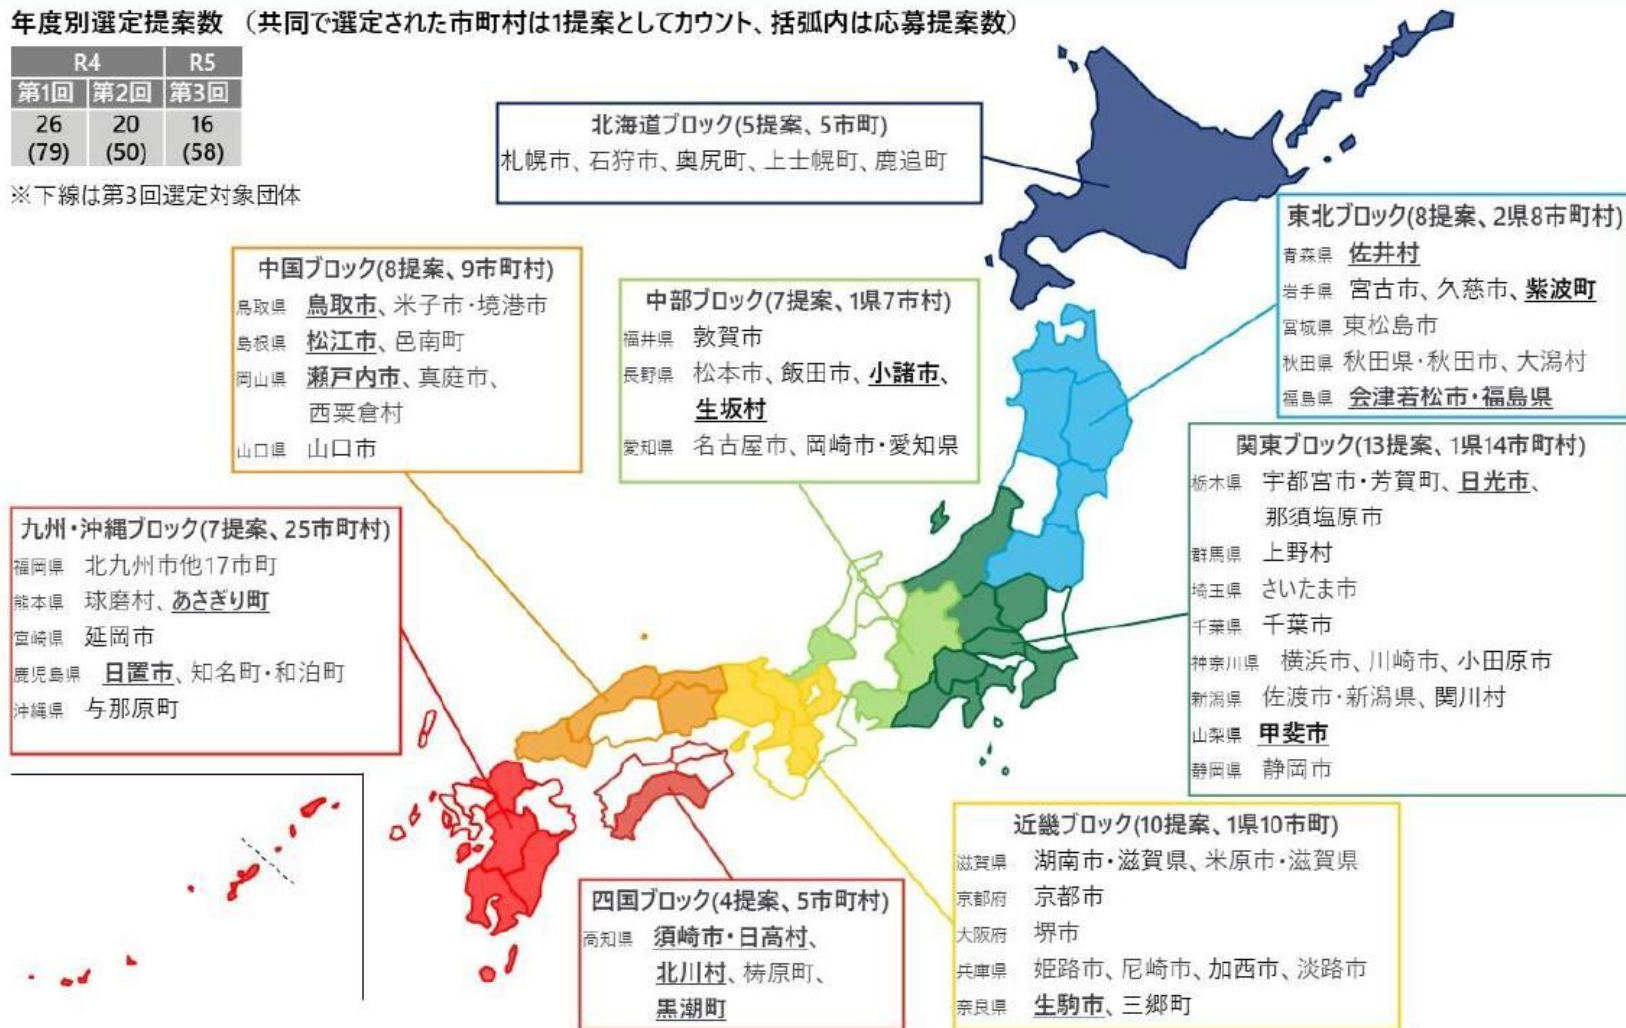 年度別選定提案数 （共同で選定された市町村は1提案としてカウント、括弧内は応募提案数）
R4 R5
第1回 第2回 第3回
26 20 16
(79) (50) (58)
※下線は第3回選定対象団体
北海道ブロック(5提案、5市町)
札幌市、石狩市、奥尻町、上士幌町、鹿追町
東北ブロック(8提案、2県8市町村)
青森県 佐井村
岩手県 宮古市、久慈市、紫波町
宮城県 東松島市
秋田県 秋田県・秋田市、大潟村
福島県 会津若松市・福島県
中国ブロック(8提案、9市町村)
鳥取県 鳥取市、米子市・境港市
島根県 松江市、邑南町
岡山県 瀬戸内市、真庭市、
西粟倉村
山口県 山口市
中部ブロック(7提案、1県7市村)
福井県 敦賀市
長野県 松本市、飯田市、小諸市、
生坂村
愛知県 名古屋市、岡崎市・愛知県
関東ブロック(13提案、1県14市町村)
栃木県 宇都宮市・芳賀町、日光市、
那須塩原市
群馬県 上野村
埼玉県 さいたま市
千葉県 千葉市
神奈川県 横浜市、川崎市、小田原市
新潟県 佐渡市・新潟県、関川村
山梨県 甲斐市
静岡県 静岡市
九州・沖縄ブロック(7提案、25市町村)
福岡県 北九州市他17市町
熊本県 球磨村、あさぎり町
宮崎県 延岡市
鹿児島県 日置市、知名町・和泊町
沖縄県 与那原町
四国ブロック(4提案、5市町村)
高知県 須崎市・日高村、
北川村、梼原町、
黒潮町
近畿ブロック(10提案、1県10市町)
滋賀県 湖南市・滋賀県、米原市・滋賀県
京都府 京都市
大阪府 堺市
兵庫県 姫路市、尼崎市、加西市、淡路市
奈良県 生駒市、三郷町